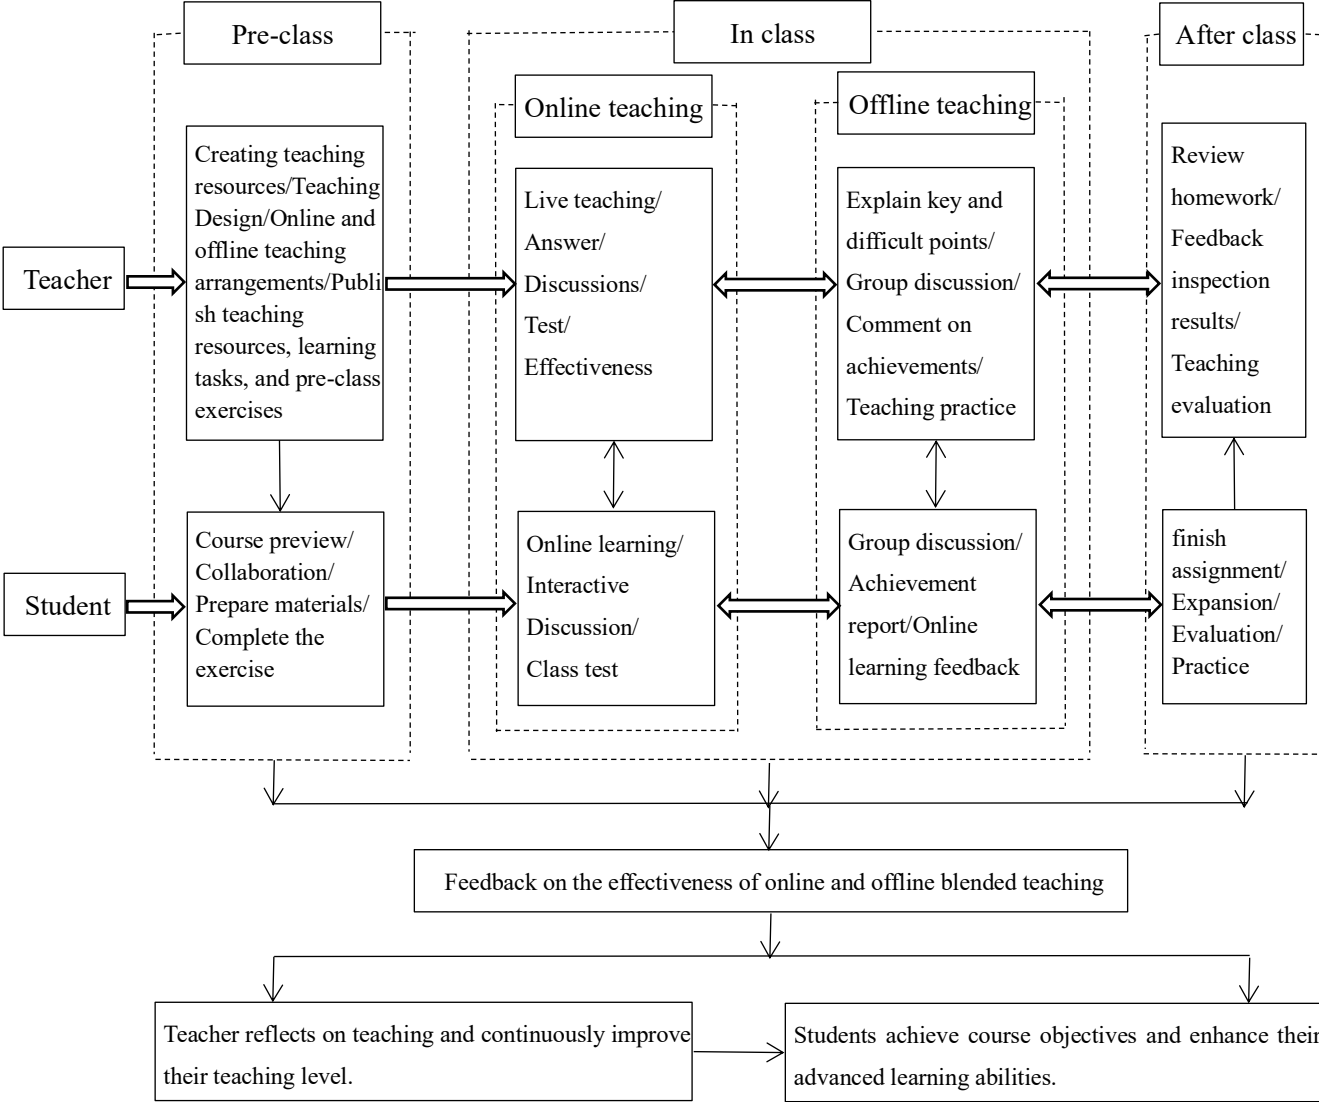 Pre-class
In class
After class
Online teaching
Offline teaching
Teacher
Creating teaching
resources/Teaching
Design/Online and
offline teaching
arrangements/Publi
sh teaching
resources, learning
tasks, and pre-class
exercises
Live teaching/
Answer/
Discussions/
Test/
Effectiveness
Explain key and
difficult points/
Group discussion/
Comment on
achievements/
Teaching practice
Review
homework/
Feedback
inspection
results/
Teaching
evaluation
Student
Course preview/
Collaboration/
Prepare materials/
Complete the
exercise
Online learning/
Interactive
Discussion/
Class test
Group discussion/
Achievement
report/Online
learning feedback
finish
assignment/
Expansion/
Evaluation/
Practice
Feedback on the effectiveness of online and offline blended teaching
Teacher reflects on teaching and continuously improve
their teaching level.
Students achieve course objectives and enhance their
advanced learning abilities.